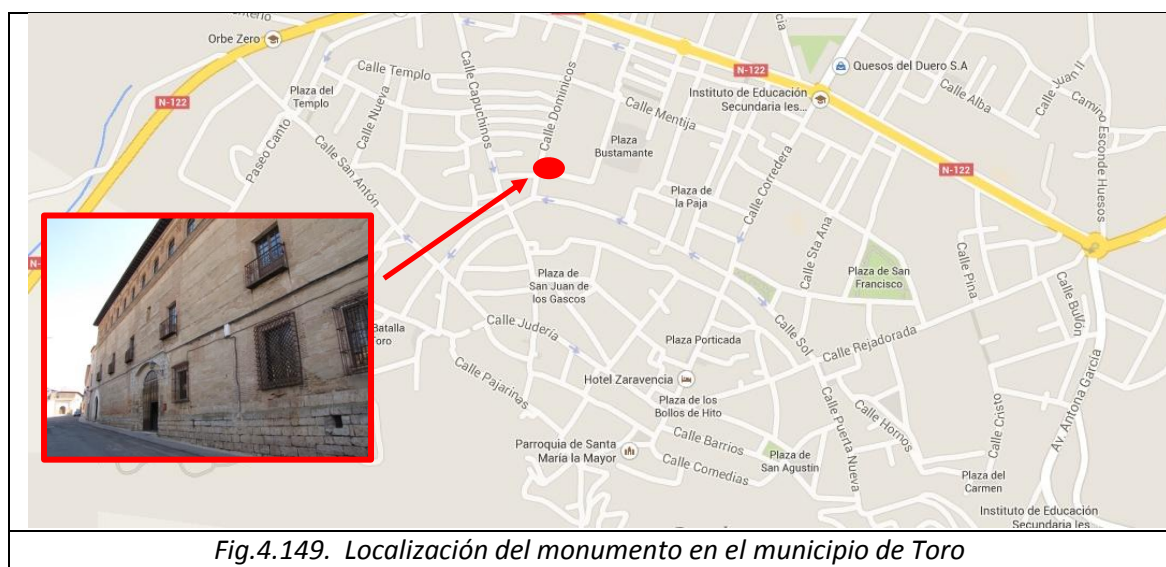 Orbe Zero
N-122
Quesos del Duero S.A
Calle Templo
Calle Capuchinos
Calle Dominicos
N-122
Instituto de Educación
Secundaria Ies...
Calle Alba
Calle Juan II
Camino Esconde Huesos
Plaza del
Templo
Calle Nueva
Calle Mentija
N-122
Paseo Canto
Calle San Antón
Plaza
Bustamante
Calle Corredera
N-122
Plaza de
la Paja
Calle Sta Ana
Plaza de
San Juan de
los Gascos
Plaza de San
Francisco
Calle Pina
Calle Bullón
Calle Judería
Batalla
Toro
Plaza Porticada
Calle Sol
Calle Rejadorada
Calle Pajarinas
Hotel Zaravencia
Plaza de los
Bollos de Hito
Calle Puerta Nueva
Calle Hornos
Calle Cristo
Av. Antona García
Parroquia de Santa
María la Mayor
Calle Barrios
Calle Comedias
Plaza de
San Agustín
Plaza del
Carmen
Instituto de Educación
Secundaria Ies...
Fig.4.149. Localización del monumento en el municipio de Toro